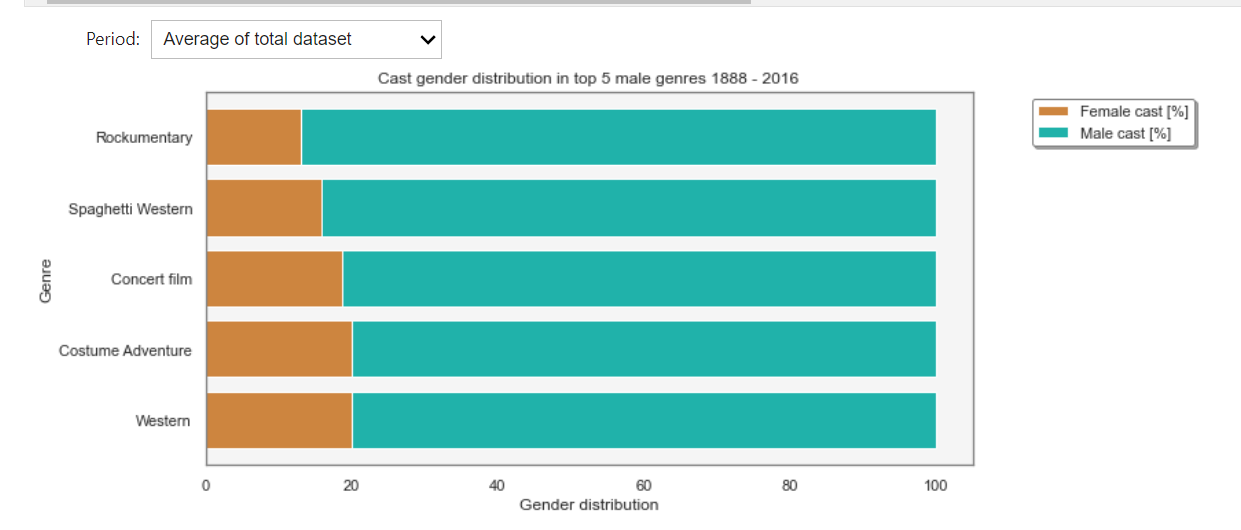 Period: Average of total dataset
Cast gender distribution in top 5 male genres 1888 - 2016
Female cast [%]
Male cast [%]
Genre
Rockumentary
Spaghetti Western
Concert film
Costume Adventure
Western
0 20 40 60 80 100
Gender distribution